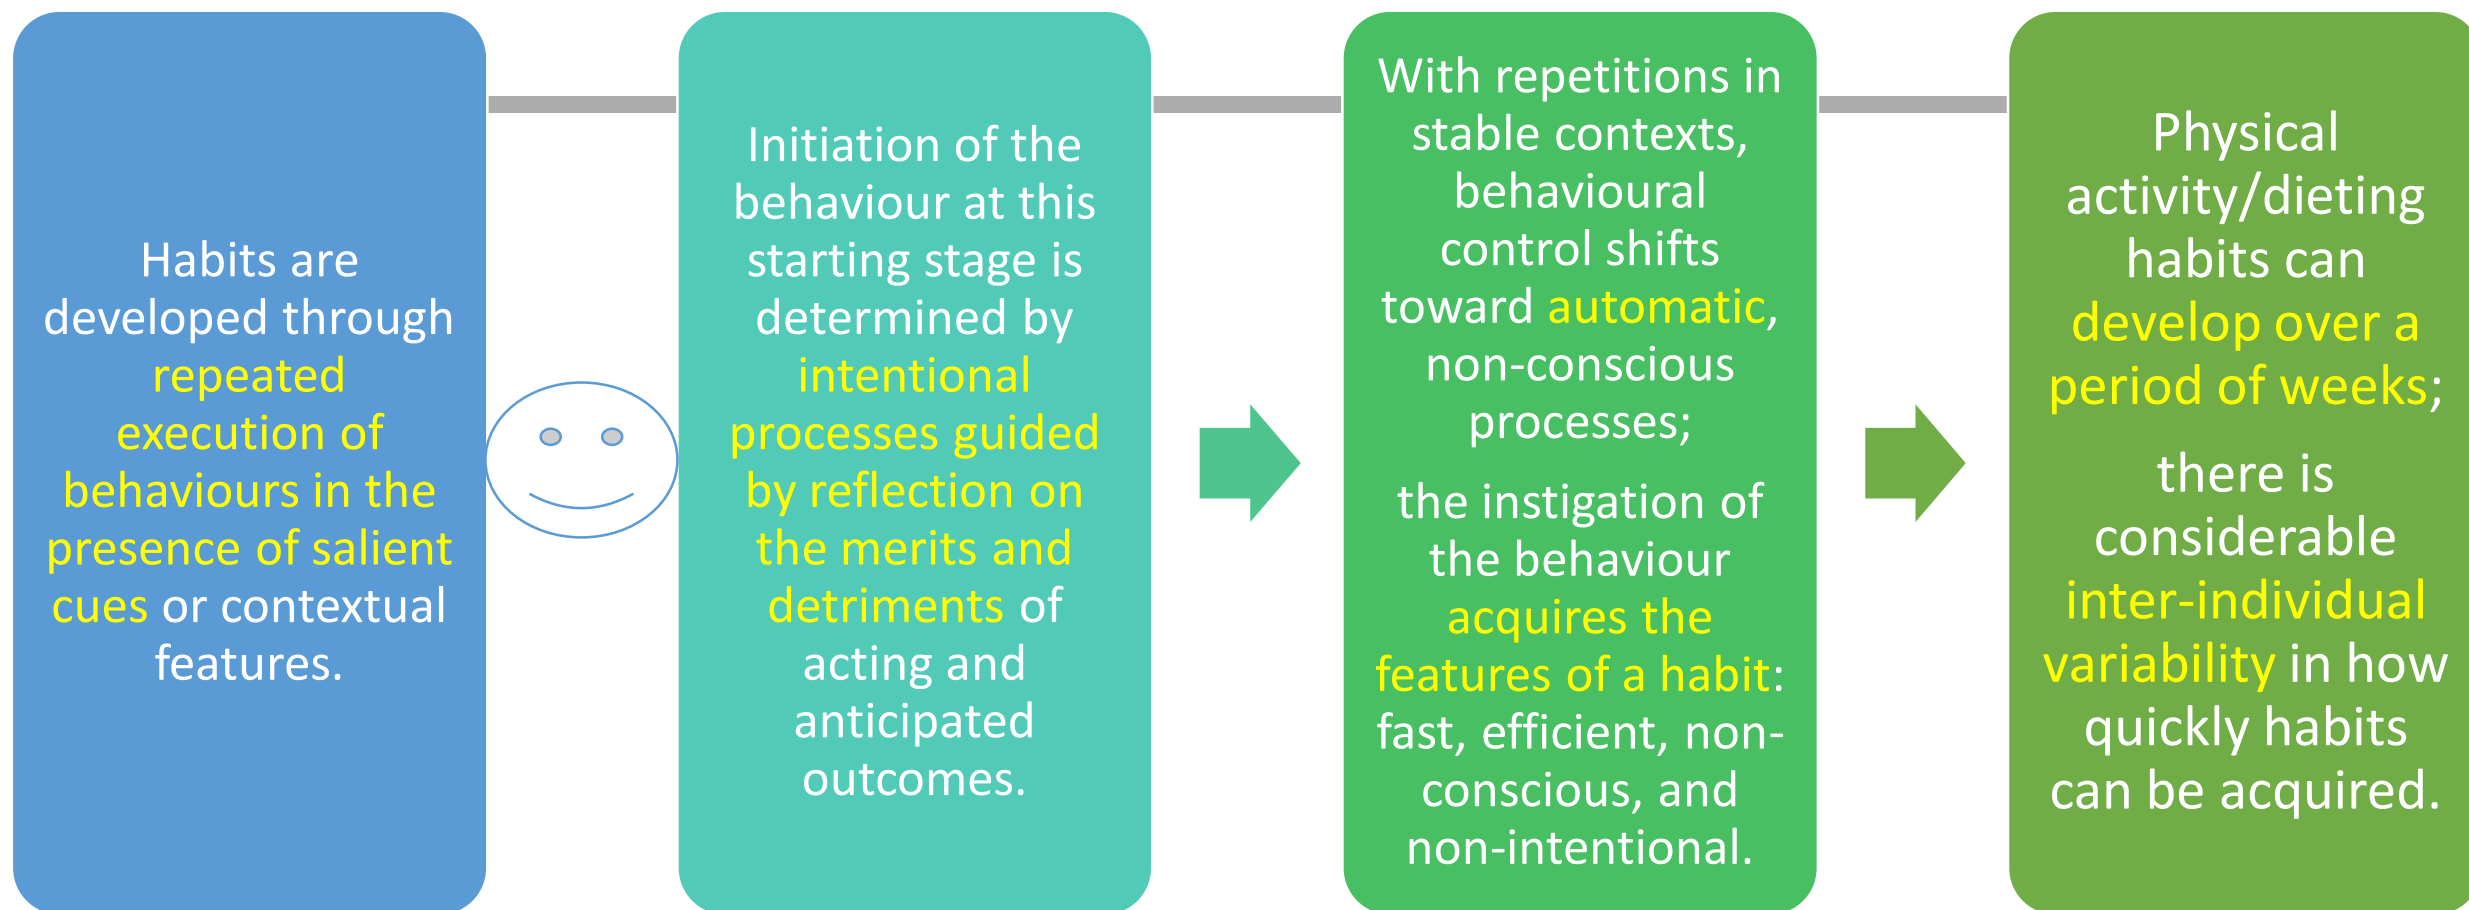 Habits are
developed through
repeated
execution of
behaviours in the
presence of salient
cues or contextual
features.
Initiation of the
behaviour at this
starting stage is
determined by
intentional
processes guided
by reflection on
the merits and
detriments of
acting and
anticipated
outcomes.
With repetitions in
stable contexts,
behavioural
control shifts
toward automatic,
non-conscious
processes;
the instigation of
the behaviour
acquires the
features of a habit:
fast, efficient, non-
conscious, and
non-intentional.
Physical
activity/dieting
habits can
develop over a
period of weeks;
there is
considerable
inter-individual
variability in how
quickly habits
can be acquired.